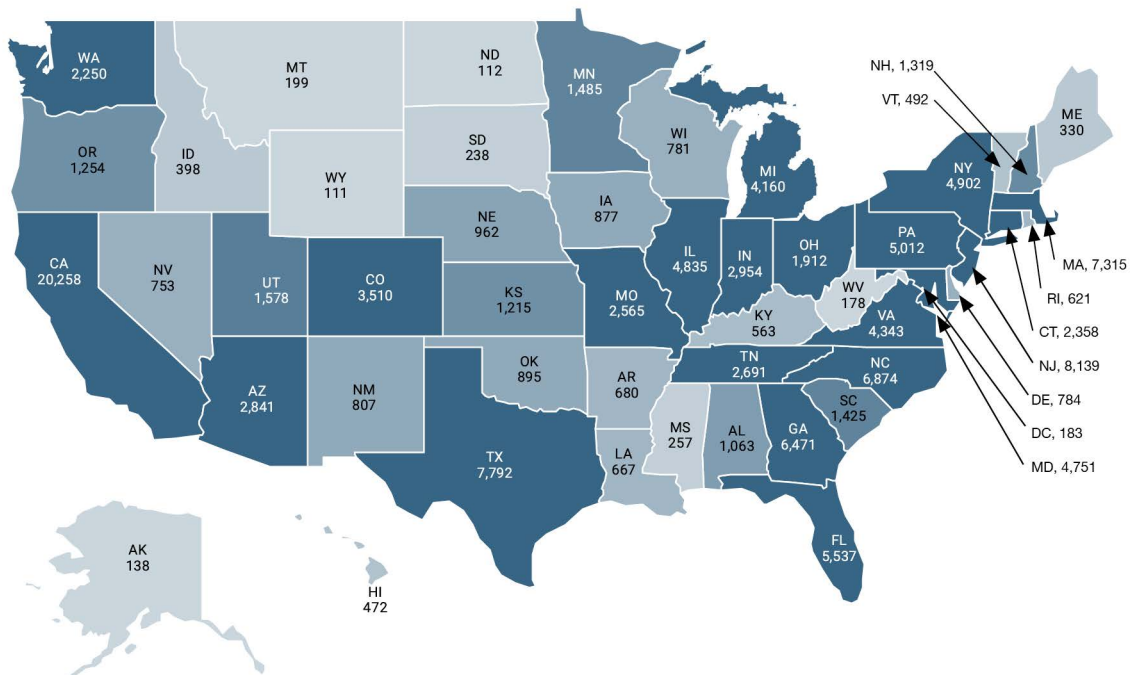 WA
2,250
MT
199
ND
112
MN
1,485
NH, 1,319
VT, 492
ME
330
OR
1,254
ID
398
SD
238
WI
781
WY
111
MI
4,160
NY
4,902
NE
962
IA
877
PA
5,012
CA
20,258
NV
753
UT
1,578
CO
3,510
IL
4,835
IN
2,954
OH
1,912
MA, 7,315
KS
1,215
MO
2,565
WV
178
RI, 621
KY
563
VA
4,343
CT, 2,358
TN
2,691
NC
6,874
NJ, 8,139
AZ
2,841
NM
807
OK
895
AR
680
SC
1,425
DE, 784
MS
257
AL
1,063
GA
6,471
DC, 183
LA
667
TX
7,792
MD, 4,751
FL
5,537
AK
138
HI
472